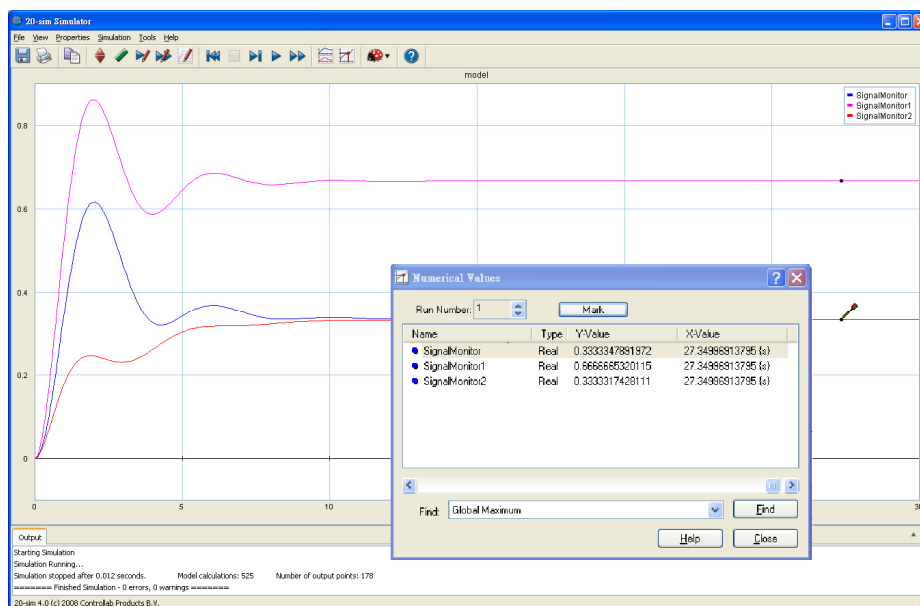 20-sim Simulator
File View Properties Simulation Tools Help
model
SignalMonitor
SignalMonitor1
SignalMonitor2
0.8
0.6
0.4
0.2
0
0
5
10
30
Numerical Values
Run Number: 1
Mark
Name Type Y-Value X-Value
SignalMonitor Real 0.3333347891972 27.34996913795 {s}
SignalMonitor1 Real 0.6666665320115 27.34996913795 {s}
SignalMonitor2 Real 0.3333317428111 27.34996913795 {s}
Find: Global Maximum
Find
Help
Close
Output
Starting Simulation
Simulation Running...
Simulation stopped after 0.012 seconds. Model calculations: 525 Number of output points: 178
======= Finished Simulation - 0 errors, 0 warnings =======
20-sim 4.0 (c) 2008 Controllab Products B.V.